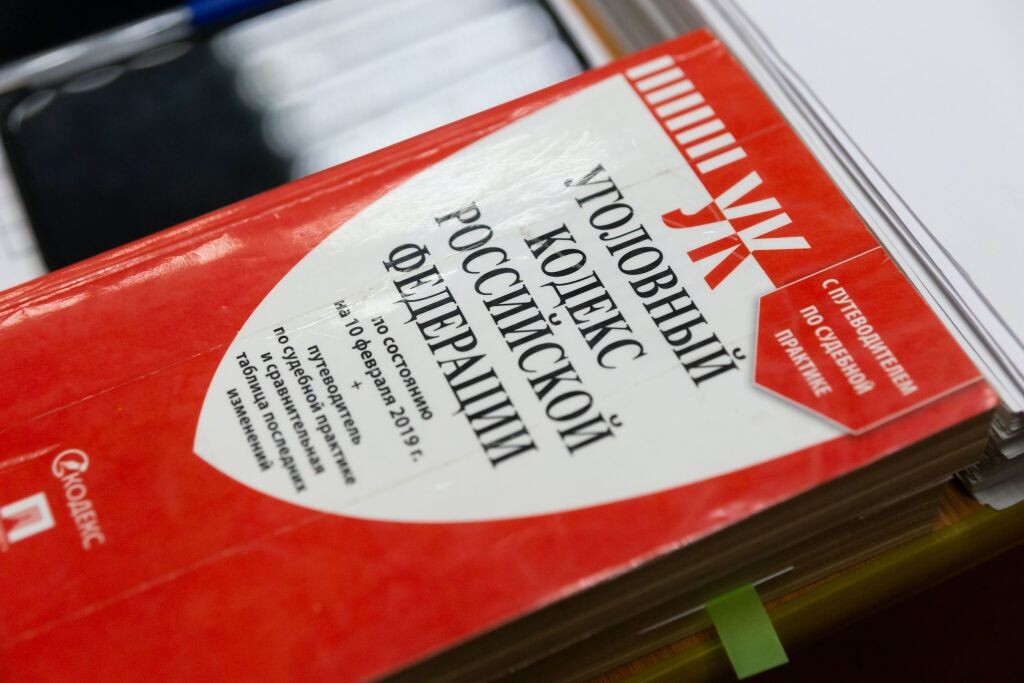 УК
УГОЛОВНЫЙ
КОДЕКС
РОССИЙСКОЙ
ФЕДЕРАЦИИ
по состоянию
на 10 февраля 2019 г.
+
путеводитель
по судебной практике
и сравнительная
таблица последних
изменений
С ПУТЕВОДИТЕЛЕМ
ПО СУДЕБНОЙ
ПРАКТИКЕ
КОДЕКС